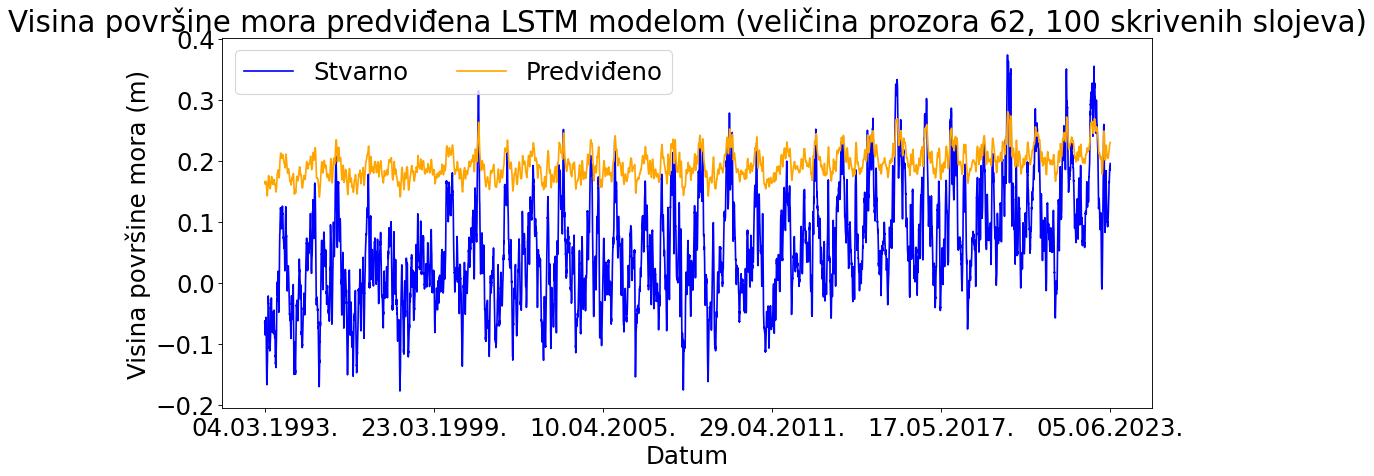 Visina površine mora predviđena LSTM modelom (veličina prozora 62, 100 skrivenih slojeva)
Stvarno
Predviđeno
Visina površine mora (m)
0.4
0.3
0.2
0.1
0.0
−0.1
−0.2
04.03.1993.
23.03.1999.
10.04.2005.
29.04.2011.
17.05.2017.
05.06.2023.
Datum